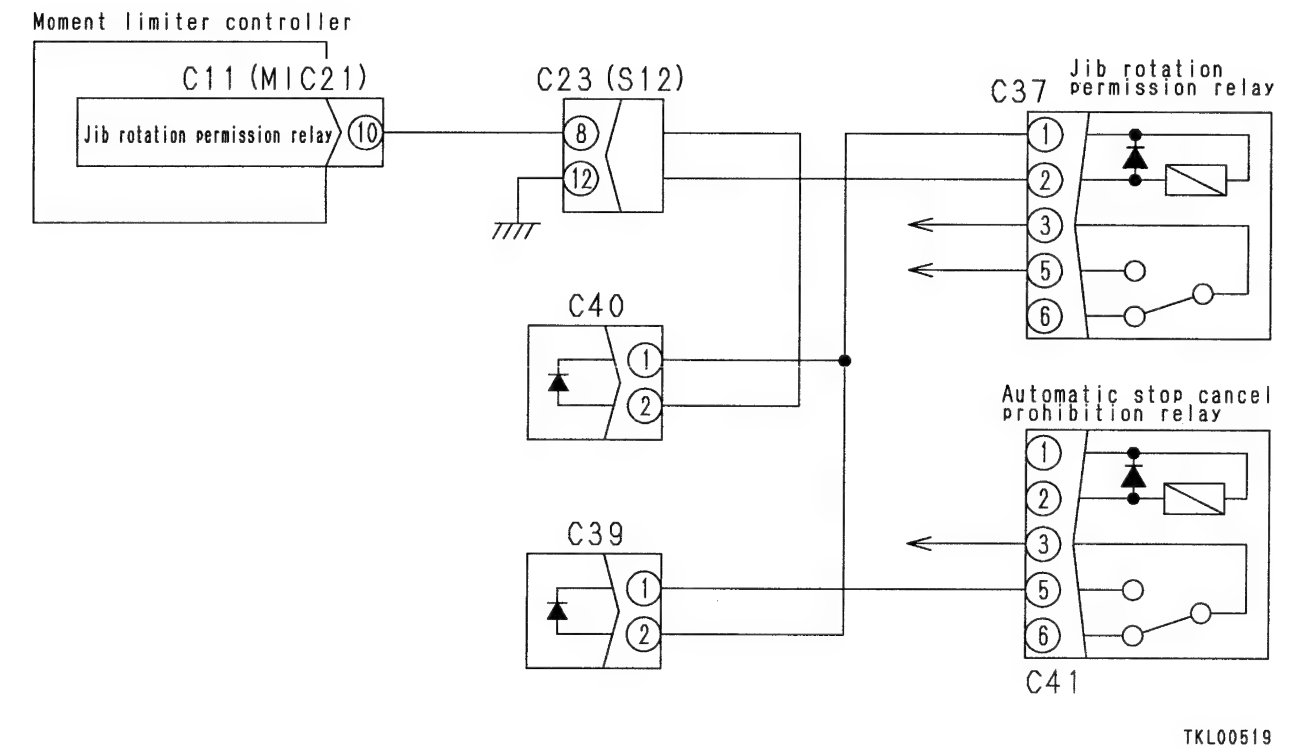 Moment limiter controller
C11 (MIC21)
Jib rotation permission relay
10
C23 (S12)
8
12
C37
Jib rotation
permission relay
1
2
3
5
6
C40
1
2
Automatic stop cancel
prohibition relay
1
2
3
5
6
C41
C39
1
2
TKL00519